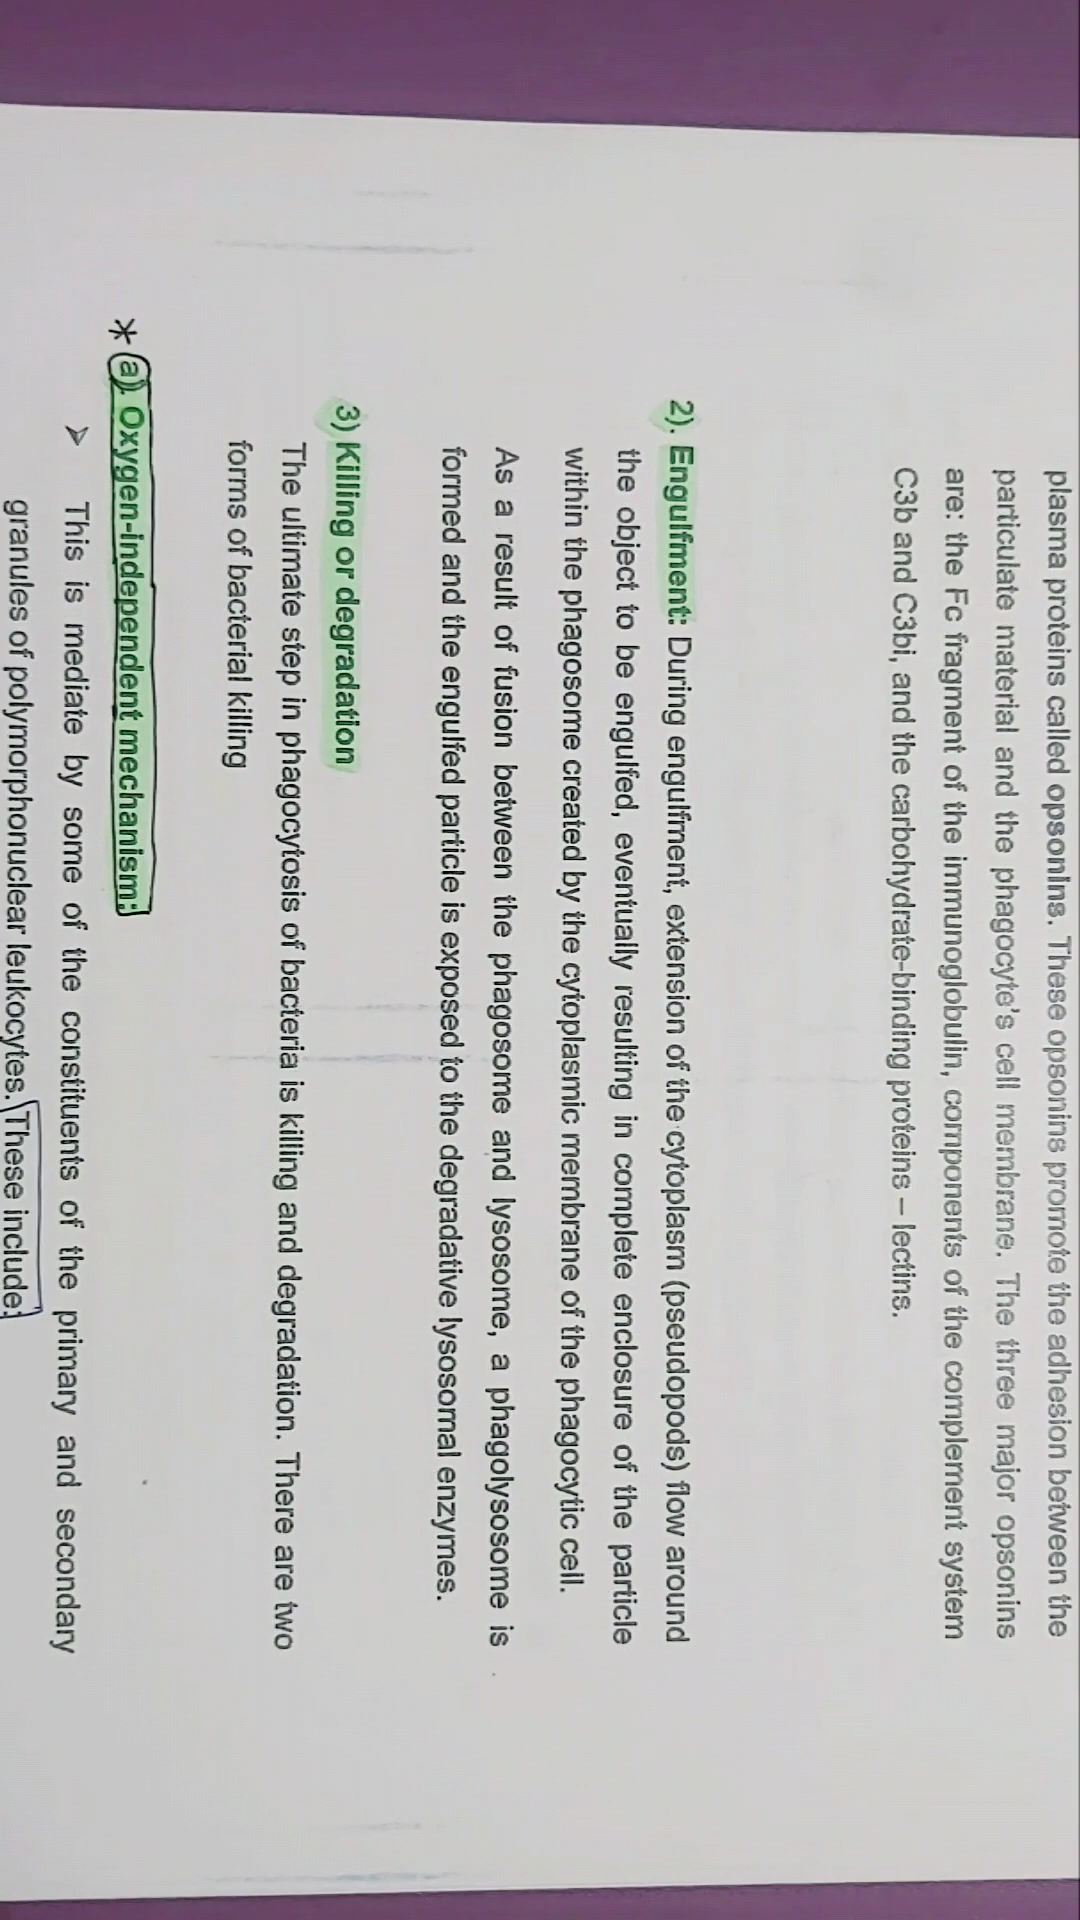 plasma proteins called opsonins. These opsonins promote the adhesion between the
particulate material and the phagocyte's cell membrane. The three major opsonins
are: the Fc fragment of the immunoglobulin, components of the complement system
C3b and C3bi, and the carbohydrate-binding proteins – lectins.
2). Engulfment: During engulfment, extension of the cytoplasm (pseudopods) flow around
the object to be engulfed, eventually resulting in complete enclosure of the particle
within the phagosome created by the cytoplasmic membrane of the phagocytic cell.
As a result of fusion between the phagosome and lysosome, a phagolysosome is
formed and the engulfed particle is exposed to the degradative lysosomal enzymes.
3) Killing or degradation
The ultimate step in phagocytosis of bacteria is killing and degradation. There are two
forms of bacterial killing
* (a). Oxygen-independent mechanism:
➢ This is mediate by some of the constituents of the primary and secondary
granules of polymorphonuclear leukocytes. These include: